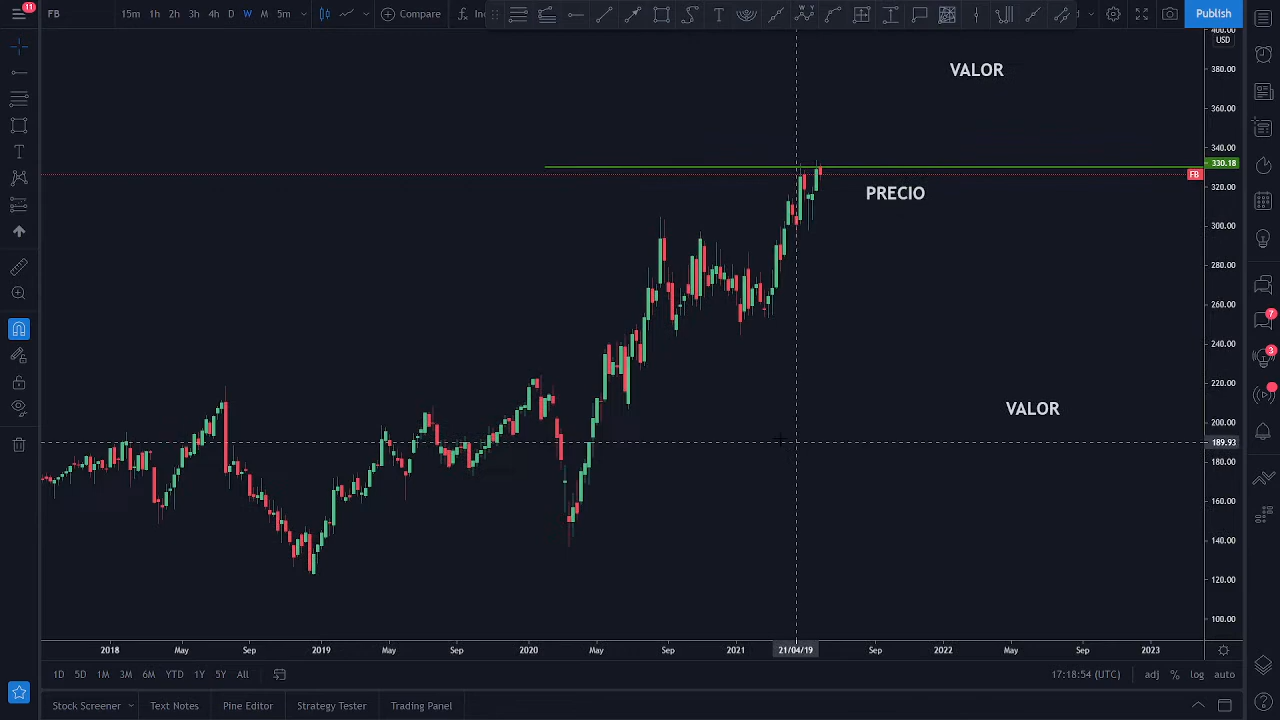 11 FB 15m 1h 2h 3h 4h D W M 5m Compare Publish
400.00
USD
VALOR
380.00
360.00
340.00
330.18
FB
320.00
PRECIO
300.00
280.00
260.00
240.00
220.00
VALOR
200.00
189.93
180.00
160.00
140.00
120.00
100.00
7
3
2018 May Sep 2019 May Sep 2020 May Sep 2021 21/04/19 Sep 2022 May Sep 2023
1D 5D 1M 3M 6M YTD 1Y 5Y All 17:18:54 (UTC) adj % log auto
Stock Screener Text Notes Pine Editor Strategy Tester Trading Panel